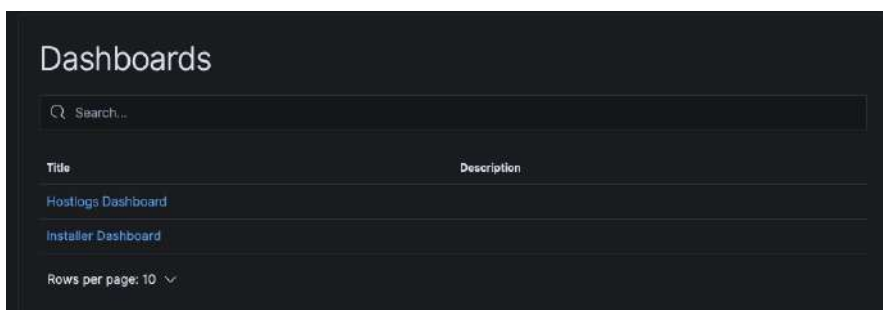 Dashboards
Search...
Title Description
Hostlogs Dashboard
Installer Dashboard
Rows per page: 10